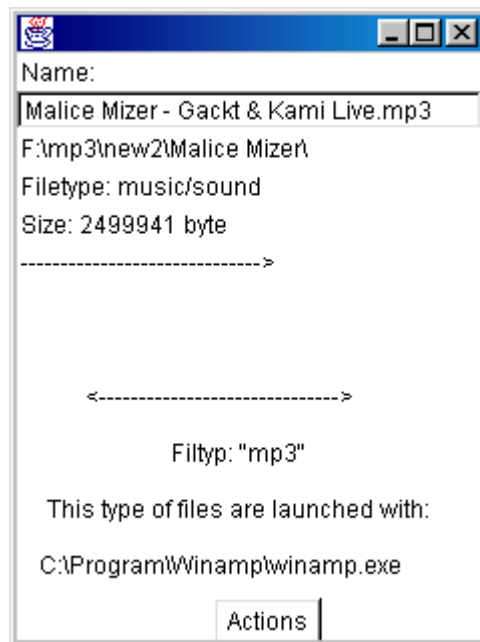 Name:
Malice Mizer - Gackt & Kami Live.mp3
F:\mp3\new2\Malice Mizer\
Filetype: music/sound
Size: 2499941 byte
------------------------------>
<------------------------------>
Filtyp: "mp3"
This type of files are launched with:
C:\Program\Winamp\winamp.exe
Actions